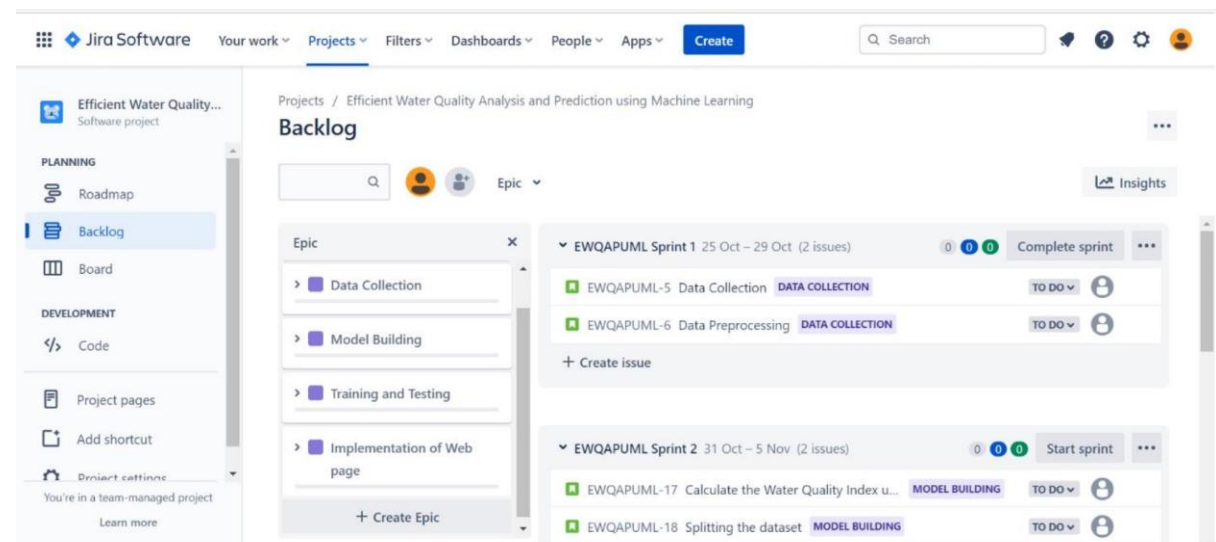 Jira Software Your work Projects Filters Dashboards People Apps Create Search
Efficient Water Quality...
Software project
PLANNING
Roadmap
Backlog
Board
DEVELOPMENT
Code
Project pages
Add shortcut
Project settings
You're in a team-managed project
Learn more
Projects / Efficient Water Quality Analysis and Prediction using Machine Learning
Backlog
Epic
Insights
Epic
Data Collection
Model Building
Training and Testing
Implementation of Web
page
+ Create Epic
EWQAPUML Sprint 1 25 Oct – 29 Oct (2 issues) 0 0 0 Complete sprint
EWQAPUML-5 Data Collection DATA COLLECTION TO DO
EWQAPUML-6 Data Preprocessing DATA COLLECTION TO DO
+ Create issue
EWQAPUML Sprint 2 31 Oct – 5 Nov (2 issues) 0 0 0 Start sprint
EWQAPUML-17 Calculate the Water Quality Index u... MODEL BUILDING TO DO
EWQAPUML-18 Splitting the dataset MODEL BUILDING TO DO